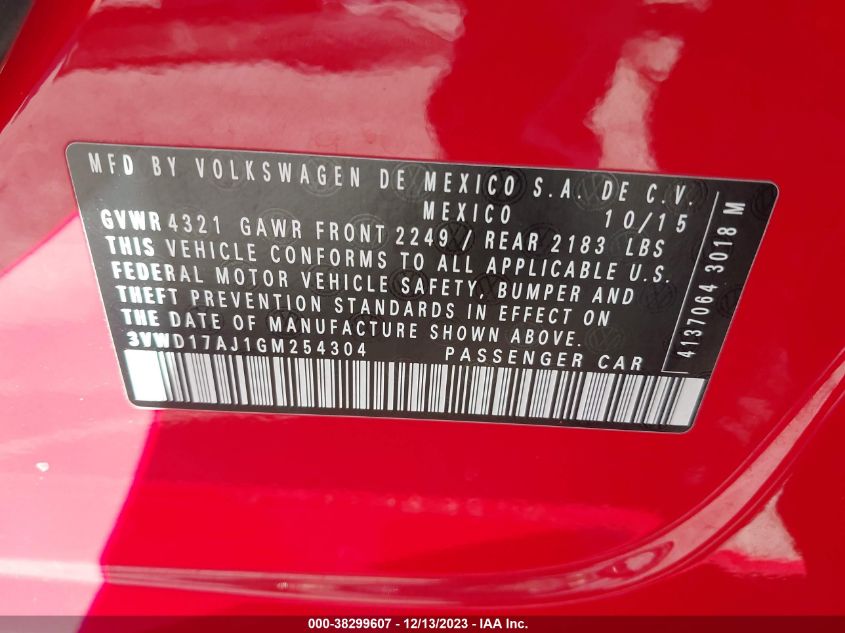 MFD BY VOLKSWAGEN DE MEXICO S.A. DE C.V.
MEXICO 10/15
GVWR 4321 GAWR FRONT 2249 / REAR 2183 LBS
THIS VEHICLE CONFORMS TO ALL APPLICABLE U.S.
FEDERAL MOTOR VEHICLE SAFETY, BUMPER AND
THEFT PREVENTION STANDARDS IN EFFECT ON
THE DATE OF MANUFACTURE SHOWN ABOVE.
3VWD17AJ1GM254304 PASSENGER CAR
4137064 3018 M
000-38299607 - 12/13/2023 - IAA Inc.